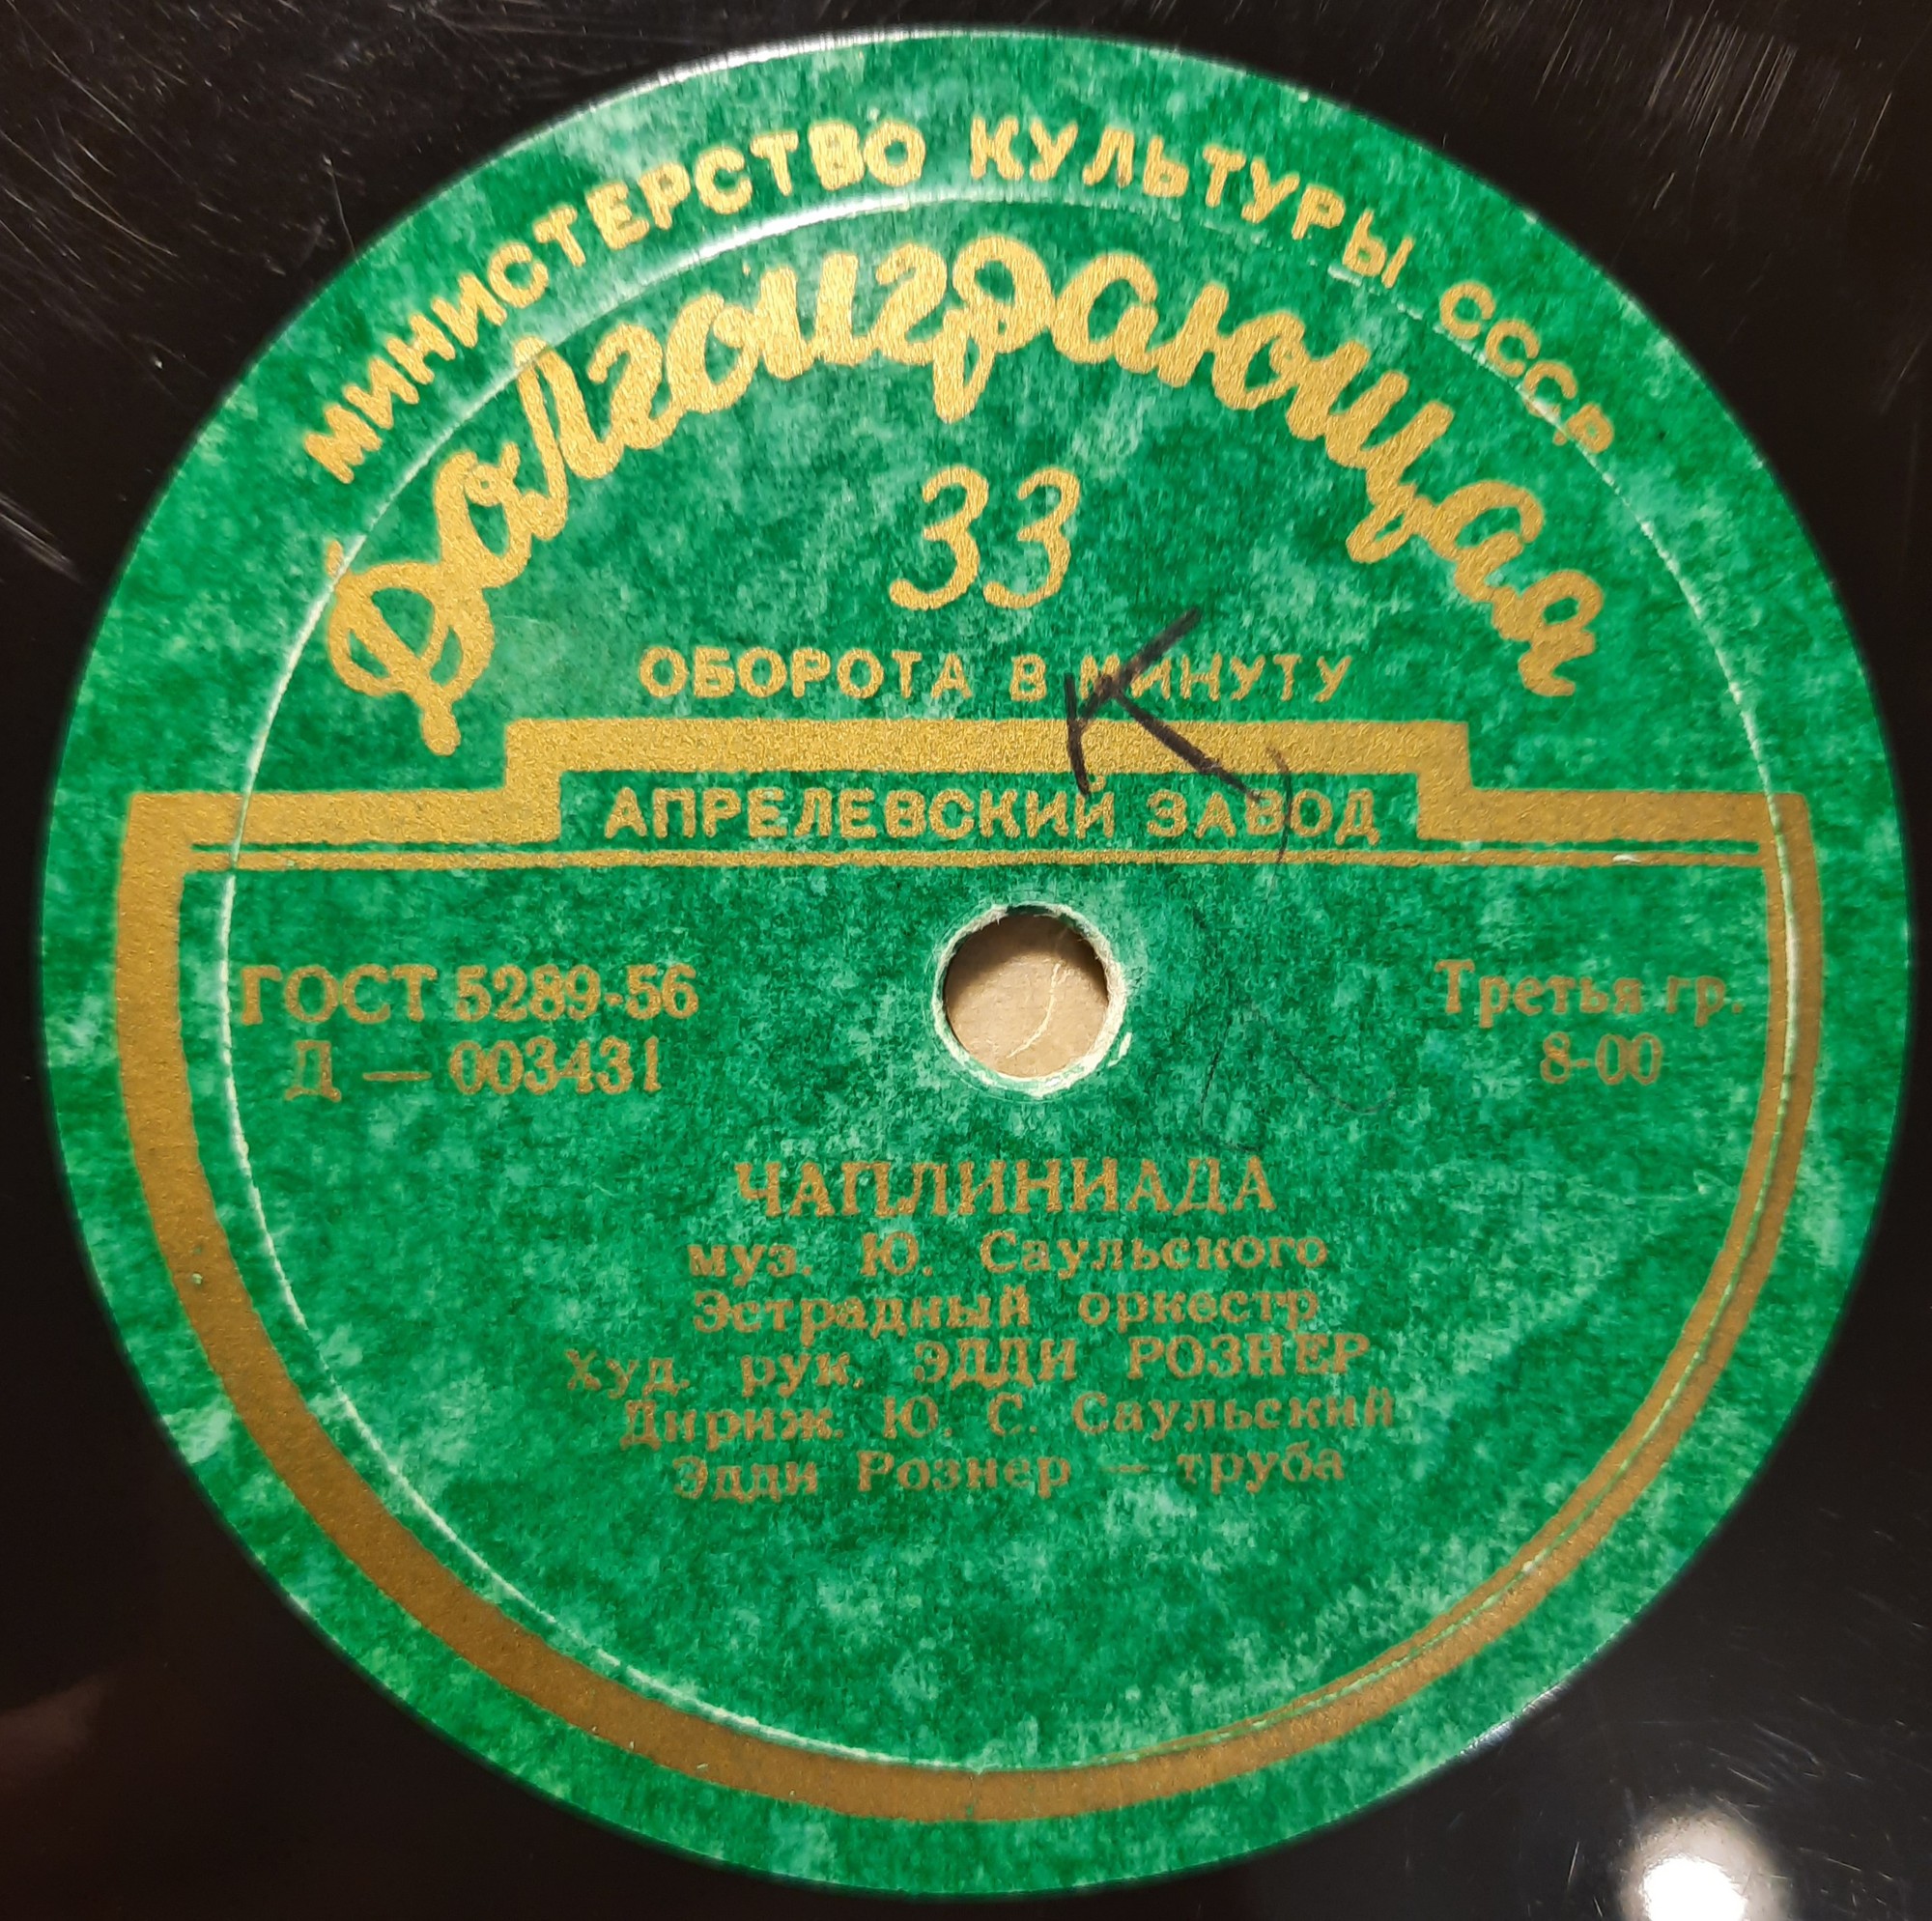 МИНИСТЕРСТВО КУЛЬТУРЫ СССР
Долгоиграющая
33
ОБОРОТА В МИНУТУ
К
АПРЕЛЕВСКИЙ ЗАВОД
ГОСТ 5289-56
Д — 003431
Третья гр.
8-00
ЧАПЛИНИАДА
муз. Ю. Саульского
Эстрадный оркестр
Худ. рук. ЭДДИ РОЗНЕР
Дириж. Ю. С. Саульский
Эдди Рознер — труба